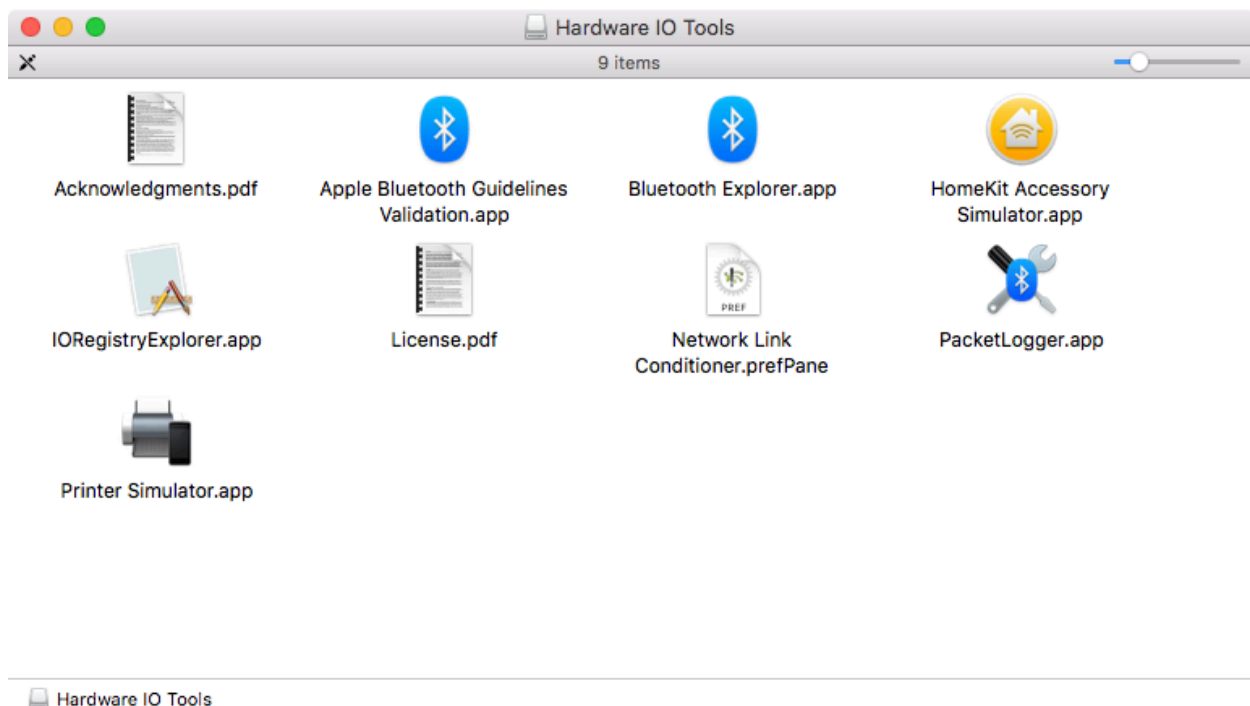 Hardware IO Tools
9 items
Acknowledgments.pdf
Apple Bluetooth Guidelines
Validation.app
Bluetooth Explorer.app
HomeKit Accessory
Simulator.app
IORegistryExplorer.app
License.pdf
PREF
Network Link
Conditioner.prefPane
PacketLogger.app
Printer Simulator.app
Hardware IO Tools